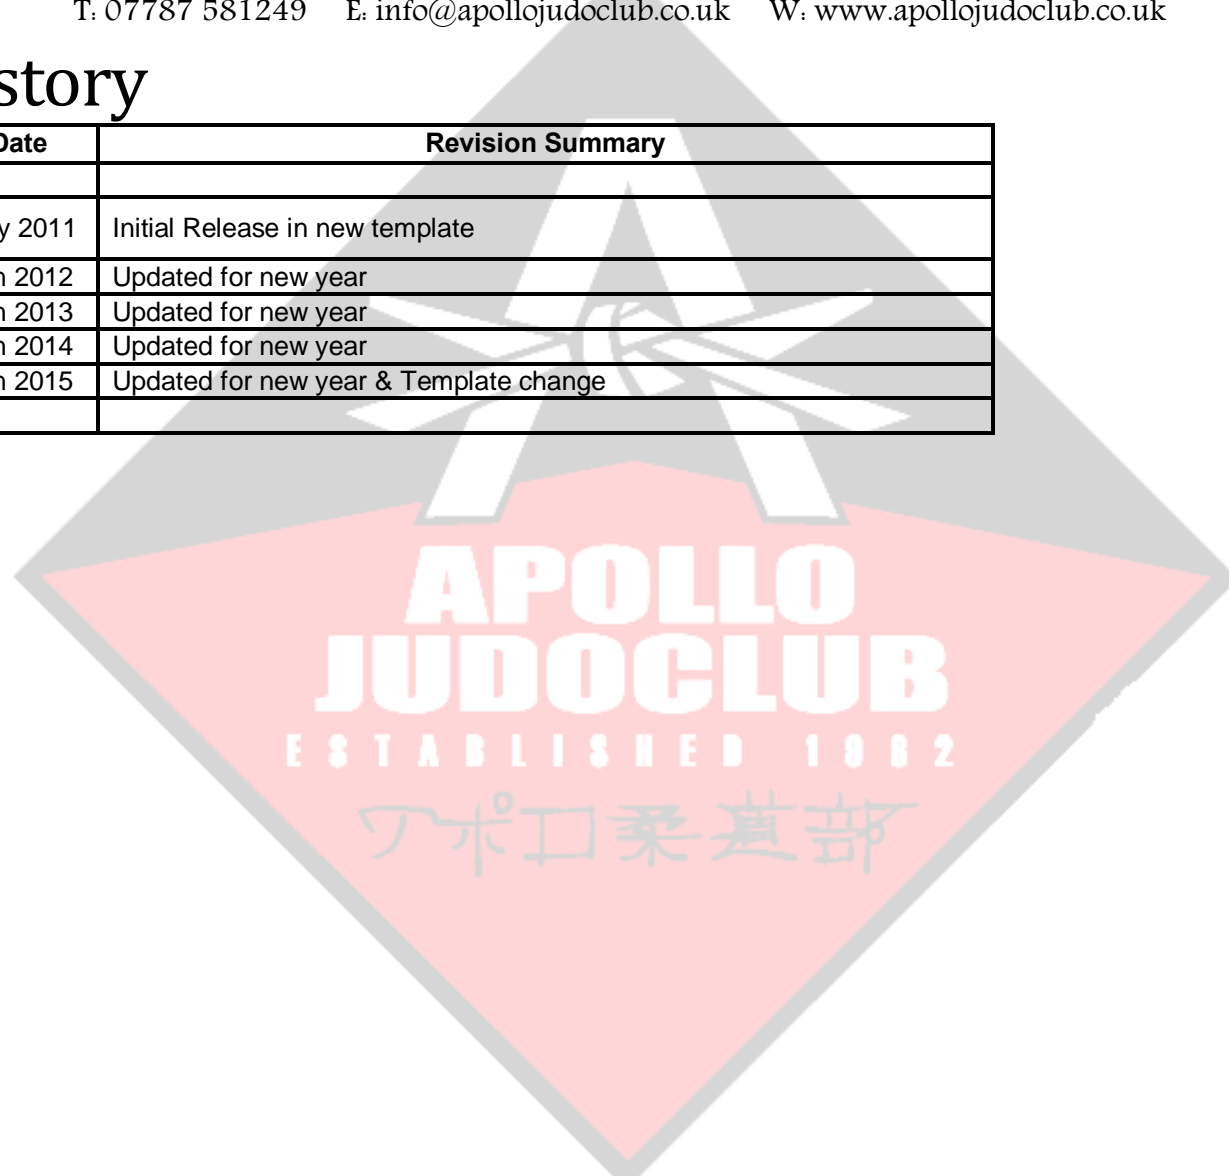 T: 07787 581249 E: info@apollojudoclub.co.uk W: www.apollojudoclub.co.uk
story
Date Revision Summary
y 2011 Initial Release in new template
n 2012 Updated for new year
n 2013 Updated for new year
n 2014 Updated for new year
n 2015 Updated for new year & Template change
APOLLO
JUDOCLUB
ESTABLISHED 1982
アポロ柔道部